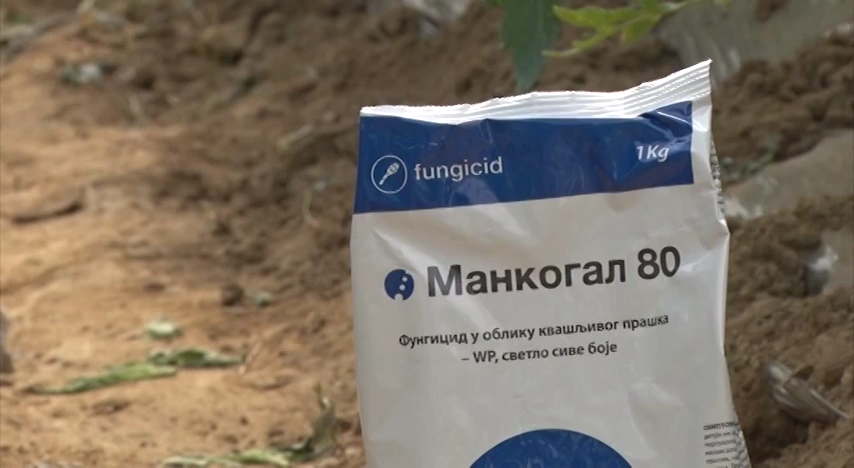 fungicid
1Kg
Манкогал 80
Фунгицид у облику квашљивог прашка
– WP, светло сиве боје